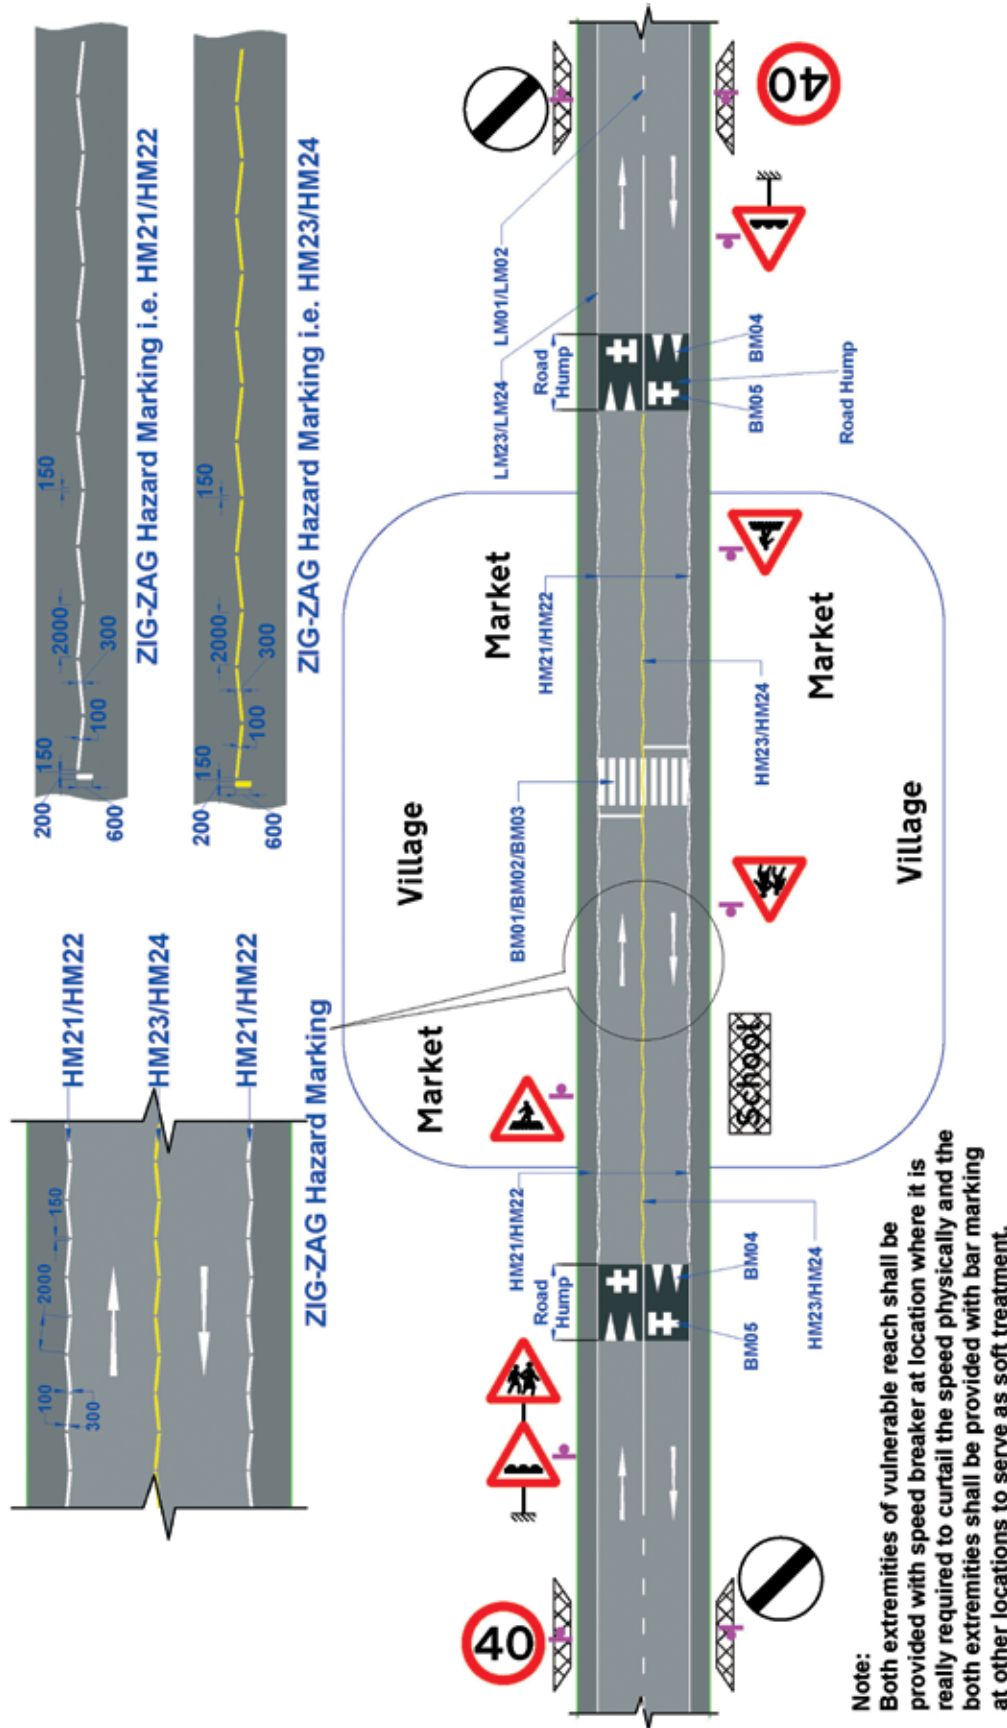 HM21/HM22
HM23/HM24
HM21/HM22
100
300
2000
150
ZIG-ZAG Hazard Marking
200
150
600
100
300
2000
150
ZIG-ZAG Hazard Marking i.e. HM21/HM22
200
150
600
100
300
2000
150
ZIG-ZAG Hazard Marking i.e. HM23/HM24
40
Road
Hump
HM21/HM22
BM05
BM04
HM23/HM24
Market
School
Village
BM01/BM02/BM03
Market
HM21/HM22
HM23/HM24
Village
Market
LM23/LM24
LM01/LM02
Road
Hump
BM05
BM04
Road Hump
40
Note:
Both extremities of vulnerable reach shall be
provided with speed breaker at location where it is
really required to curtail the speed physically and the
both extremities shall be provided with bar marking
at other locations to serve as soft treatment.